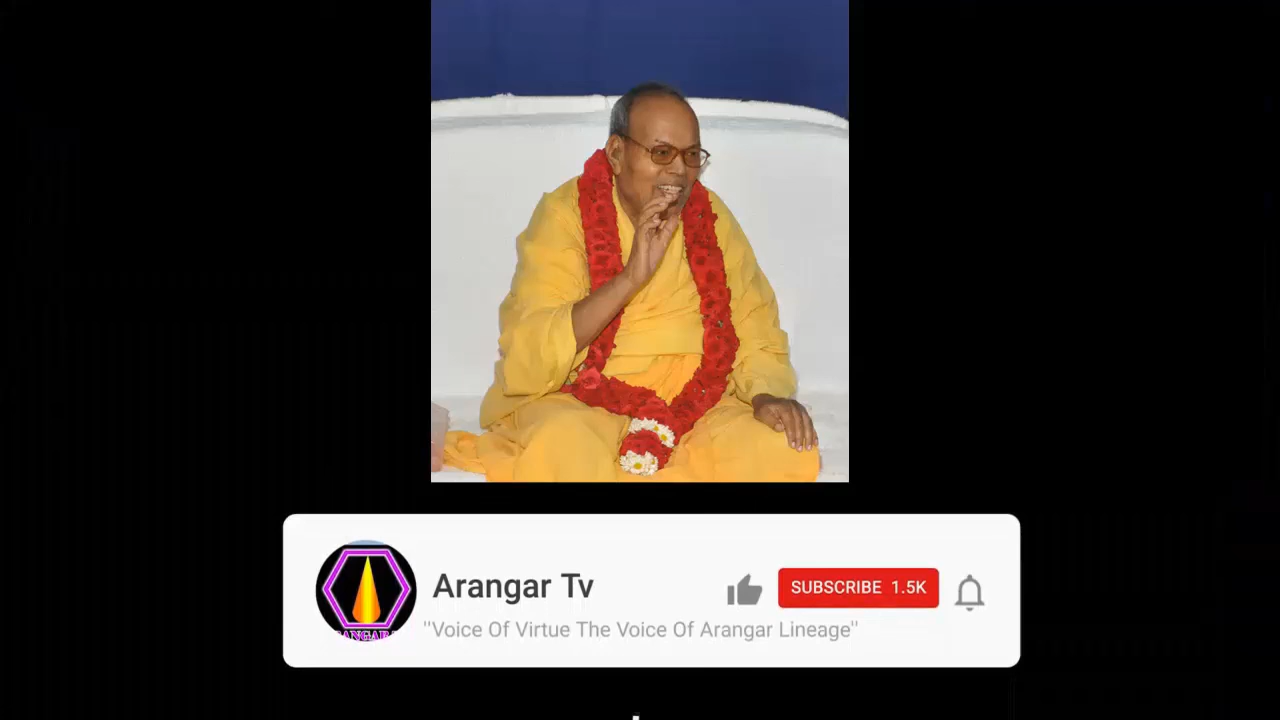 Arangar Tv
SUBSCRIBE 1.5K
"Voice Of Virtue The Voice Of Arangar Lineage"